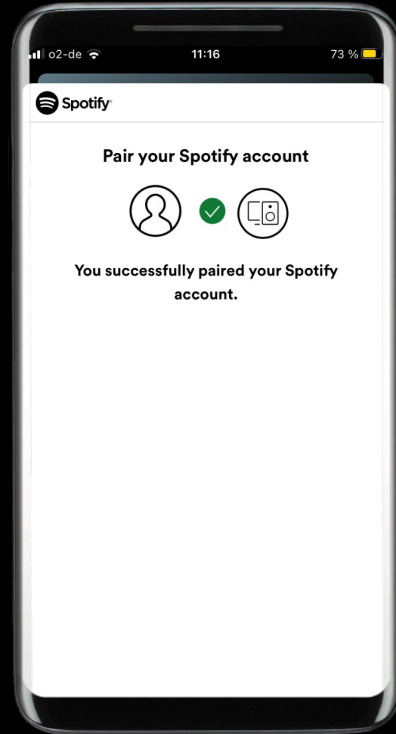 o2-de 11:16 73 %
Spotify
Pair your Spotify account
You successfully paired your Spotify
account.